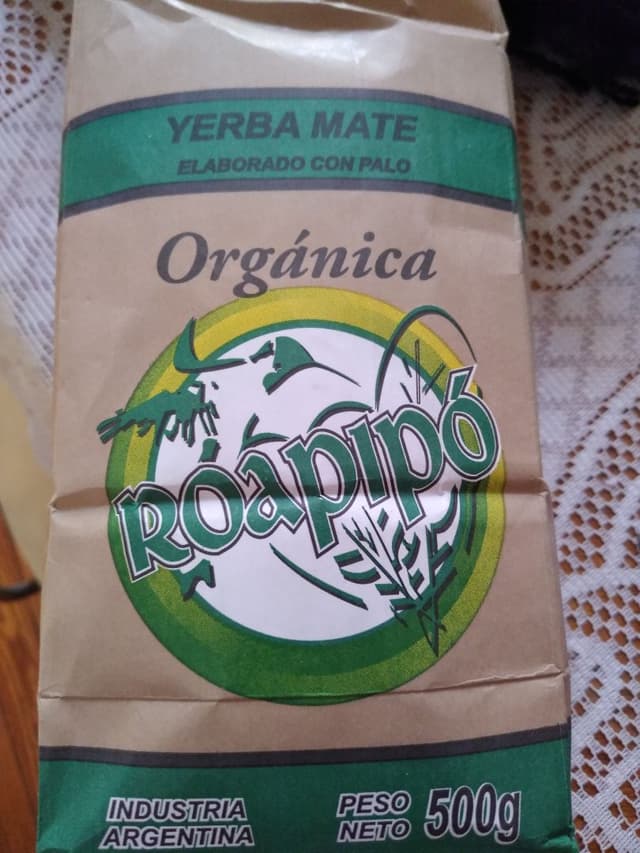 YERBA MATE
ELABORADO CON PALO
Orgánica
ROAPIPÓ
INDUSTRIA
ARGENTINA
PESO
NETO 500g